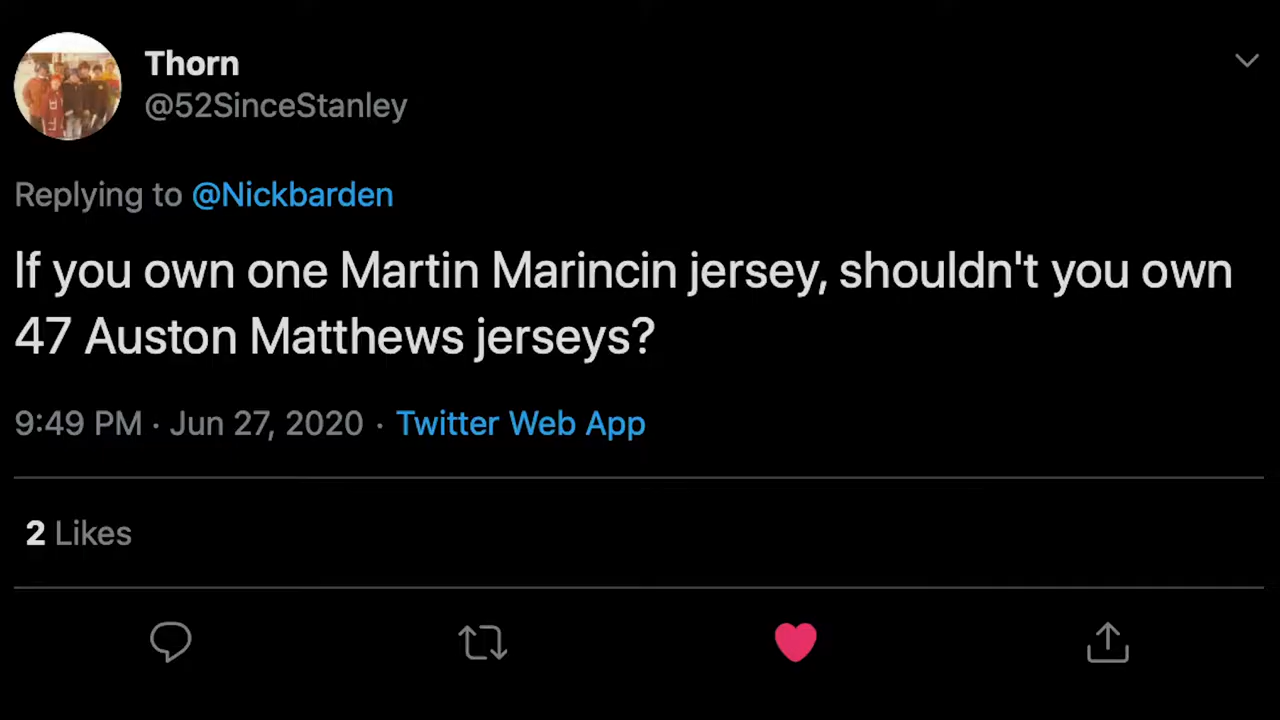 Thorn
@52SinceStanley
Replying to @Nickbarden
If you own one Martin Marincin jersey, shouldn't you own
47 Auston Matthews jerseys?
9:49 PM · Jun 27, 2020 · Twitter Web App
2 Likes